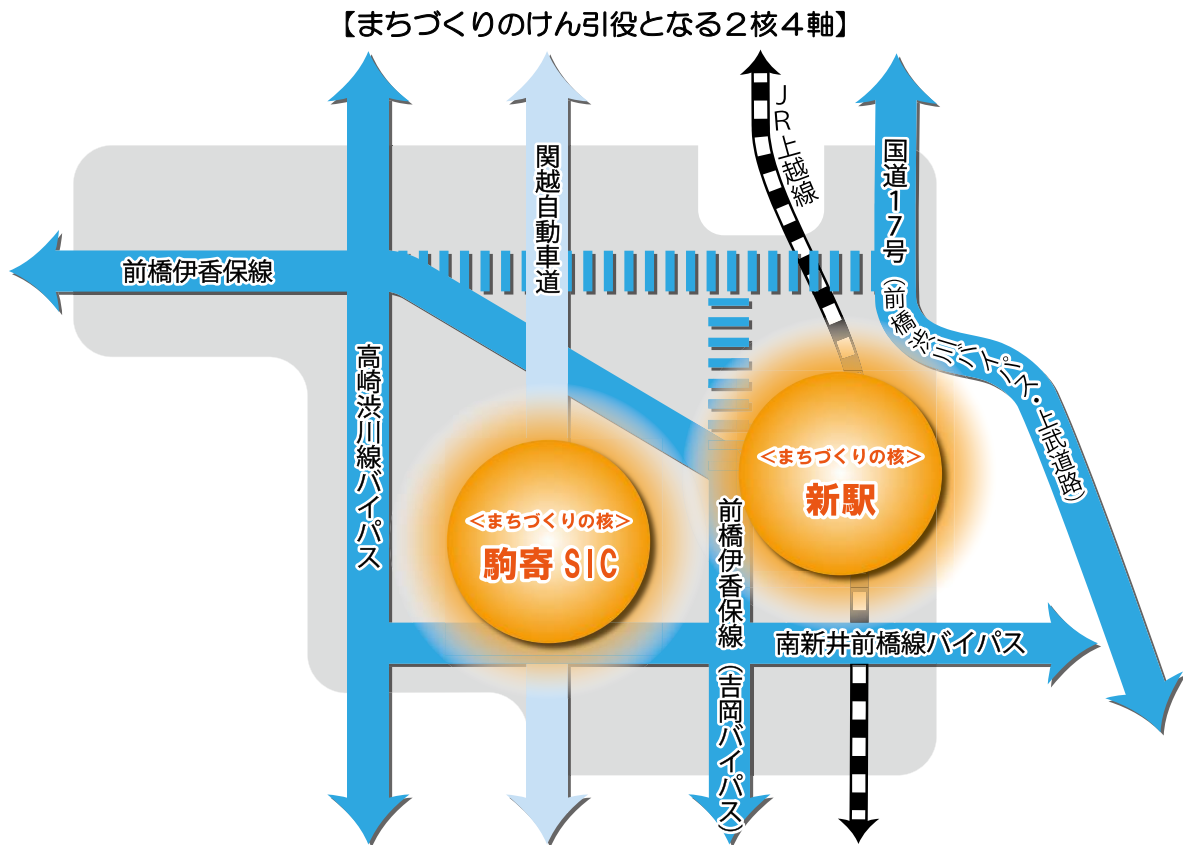 【まちづくりのけん引役となる２核４軸】
ＪＲ上越線
国道１７号（前橋渋川バイパス・上武道路）
関越自動車道
前橋伊香保線
高崎渋川線バイパス
＜まちづくりの核＞
新駅
＜まちづくりの核＞
駒寄 SIC
前橋伊香保線（吉岡バイパス）
南新井前橋線バイパス